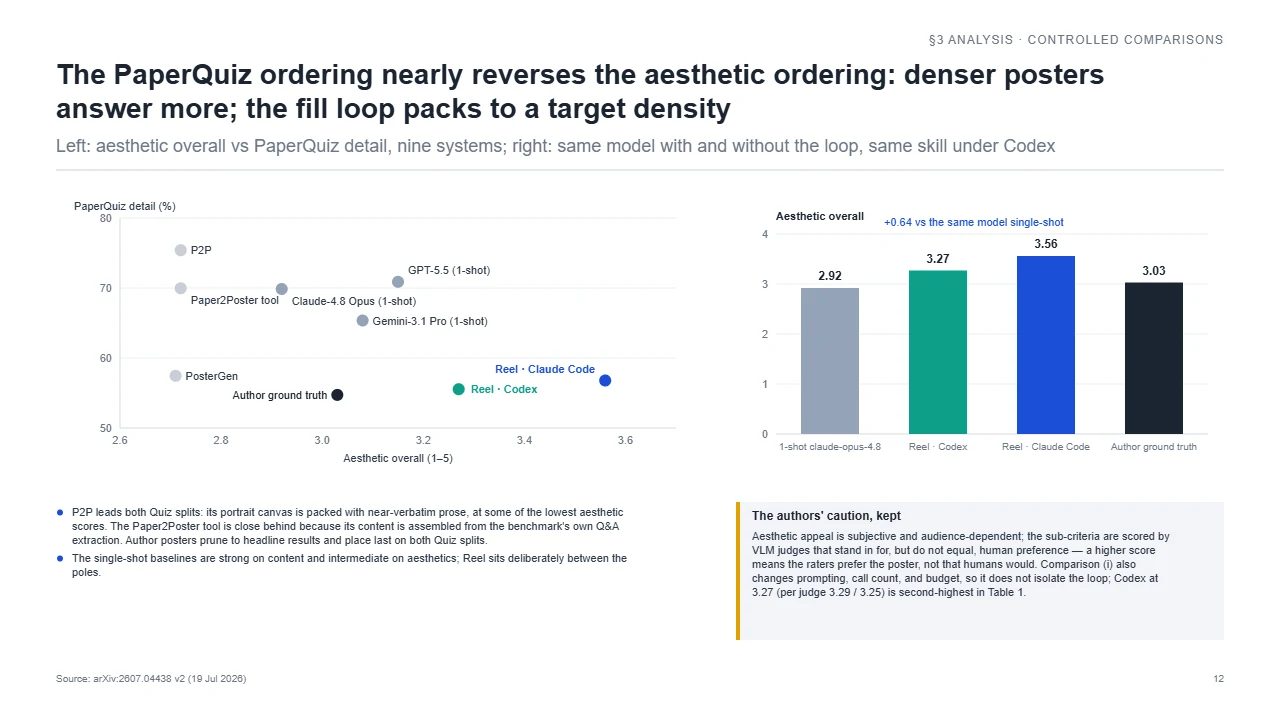 §3 ANALYSIS · CONTROLLED COMPARISONS
The PaperQuiz ordering nearly reverses the aesthetic ordering: denser posters
answer more; the fill loop packs to a target density
Left: aesthetic overall vs PaperQuiz detail, nine systems; right: same model with and without the loop, same skill under Codex
PaperQuiz detail (%)
80
70
60
50
P2P
GPT-5.5 (1-shot)
Paper2Poster tool
Claude-4.8 Opus (1-shot)
Gemini-3.1 Pro (1-shot)
Reel · Claude Code
PosterGen
Reel · Codex
Author ground truth
2.6
2.8
3.0
3.2
3.4
3.6
Aesthetic overall (1–5)
Aesthetic overall
+0.64 vs the same model single-shot
4
3
2
1
0
2.92
3.27
3.56
3.03
1-shot claude-opus-4.8
Reel · Codex
Reel · Claude Code
Author ground truth
P2P leads both Quiz splits: its portrait canvas is packed with near-verbatim prose, at some of the lowest aesthetic
scores. The Paper2Poster tool is close behind because its content is assembled from the benchmark's own Q&A
extraction. Author posters prune to headline results and place last on both Quiz splits.
The single-shot baselines are strong on content and intermediate on aesthetics; Reel sits deliberately between the
poles.
The authors' caution, kept
Aesthetic appeal is subjective and audience-dependent; the sub-criteria are scored by
VLM judges that stand in for, but do not equal, human preference — a higher score
means the raters prefer the poster, not that humans would. Comparison (i) also
changes prompting, call count, and budget, so it does not isolate the loop; Codex at
3.27 (per judge 3.29 / 3.25) is second-highest in Table 1.
Source: arXiv:2607.04438 v2 (19 Jul 2026)
12